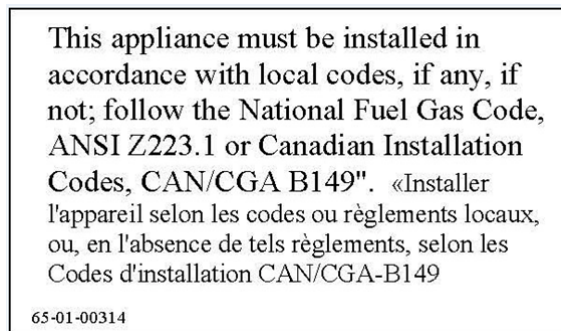 This appliance must be installed in
accordance with local codes, if any, if
not; follow the National Fuel Gas Code,
ANSI Z223.1 or Canadian Installation
Codes, CAN/CGA B149". «Installer
l'appareil selon les codes ou règlements locaux,
ou, en l'absence de tels règlements, selon les
Codes d'installation CAN/CGA-B149
65-01-00314